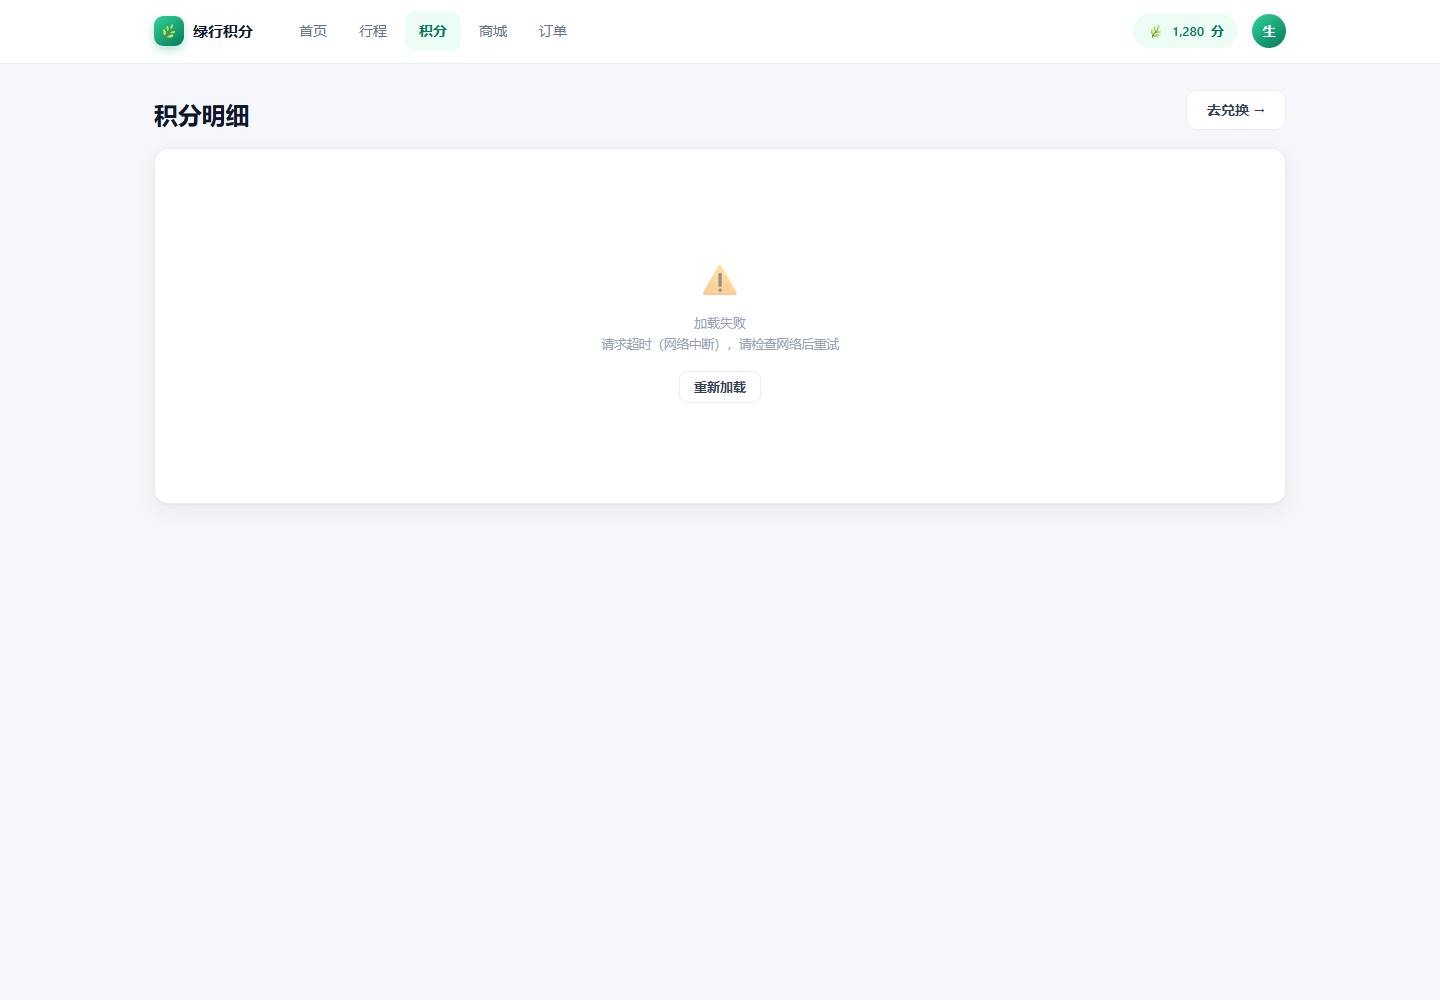 绿行积分
首页
行程
积分
商城
订单
1,280 分
生
积分明细
去兑换 →
加载失败
请求超时（网络中断），请检查网络后重试
重新加载